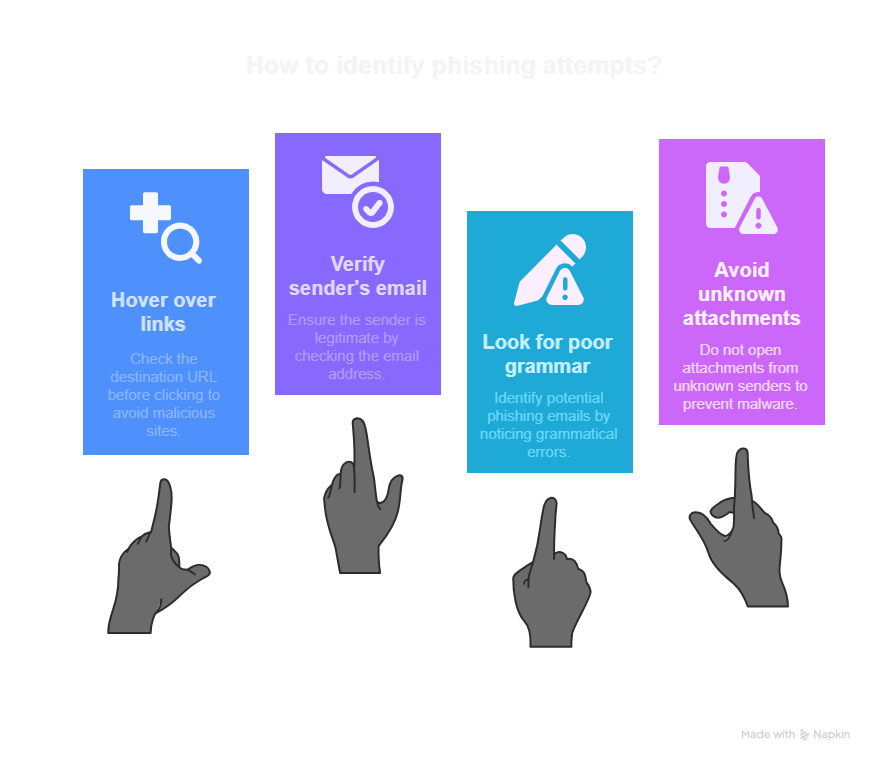 How to identify phishing attempts?
Hover over
links
Check the
destination URL
before clicking to
avoid malicious
sites.
Verify
sender's email
Ensure the sender is
legitimate by
checking the email
address.
Look for poor
grammar
Identify potential
phishing emails by
noticing grammatical
errors.
Avoid
unknown
attachments
Do not open
attachments from
unknown senders to
prevent malware.
Made with Napkin